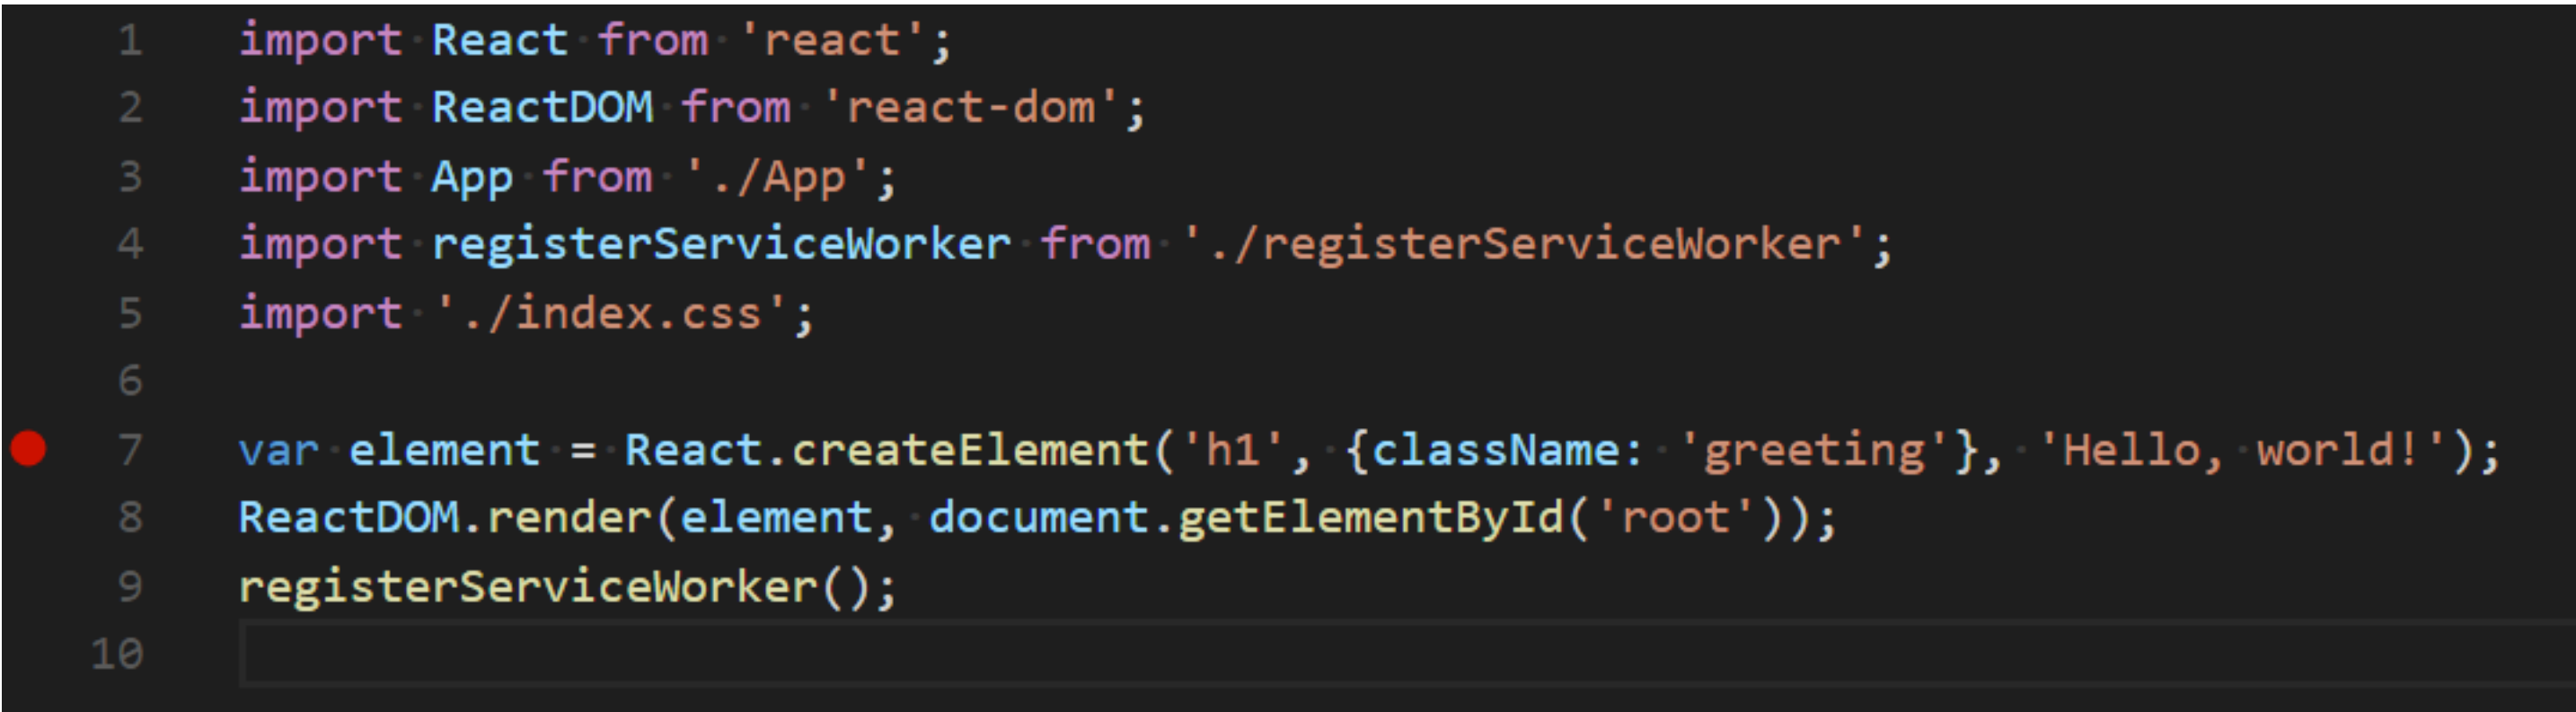 1 import React from 'react';
2 import ReactDOM from 'react-dom';
3 import App from './App';
4 import registerServiceWorker from './registerServiceWorker';
5 import './index.css';
6
7 var element = React.createElement('h1', {className: 'greeting'}, 'Hello, world!');
8 ReactDOM.render(element, document.getElementById('root'));
9 registerServiceWorker();
10